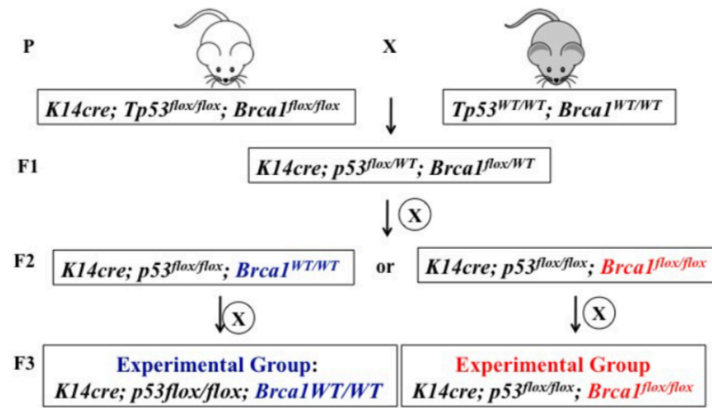 P X
K14cre; Tp53flox/flox; Brca1flox/flox
Tp53WT/WT; Brca1WT/WT
F1
K14cre; p53flox/WT; Brca1flox/WT
X
F2
K14cre; p53flox/flox; Brca1WT/WT
or
K14cre; p53flox/flox; Brca1flox/flox
X
X
F3
Experimental Group:
K14cre; p53flox/flox; Brca1WT/WT
Experimental Group
K14cre; p53flox/flox; Brca1flox/flox